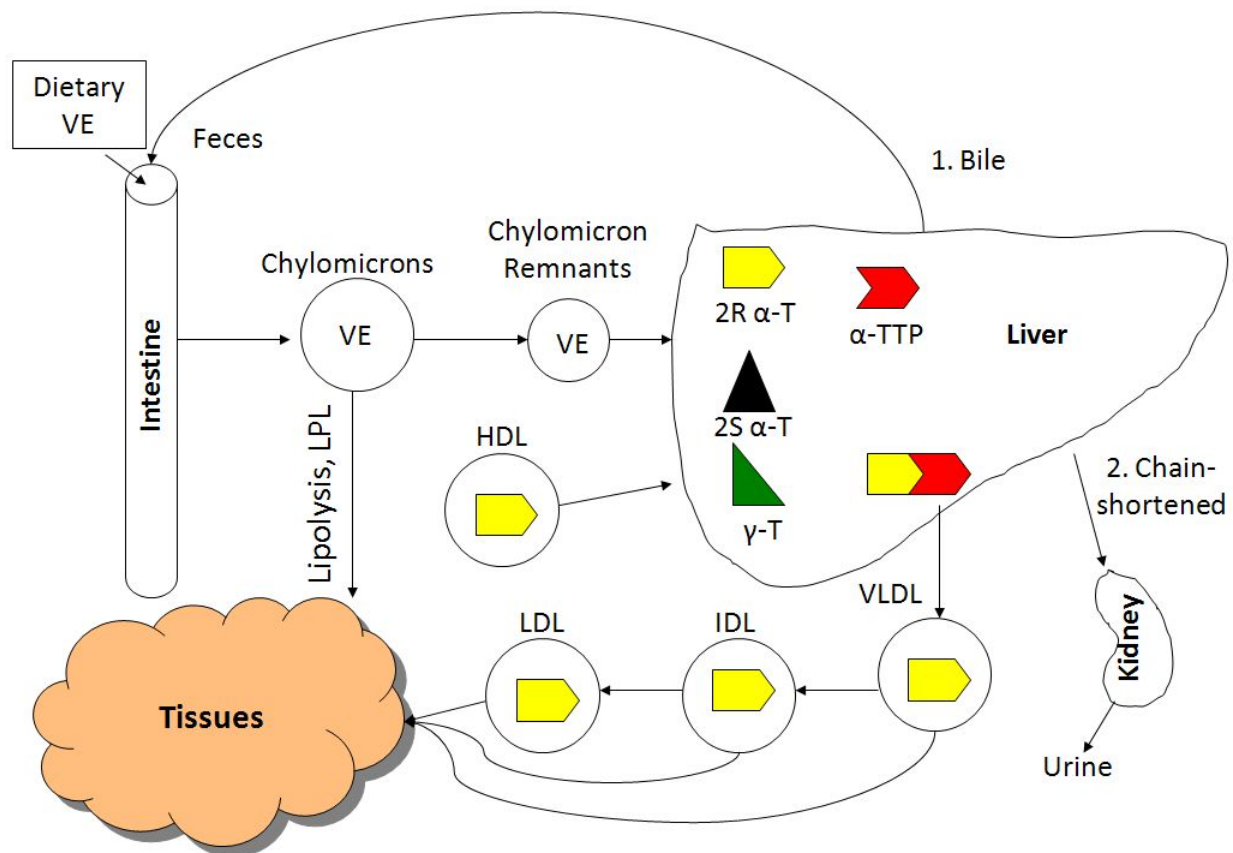 Dietary
VE
Feces
1. Bile
Intestine
Chylomicrons
VE
Chylomicron
Remnants
VE
Lipolysis, LPL
2R α-T
α-TTP
Liver
2S α-T
γ-T
HDL
2. Chain-
shortened
VLDL
IDL
LDL
Tissues
Kidney
Urine